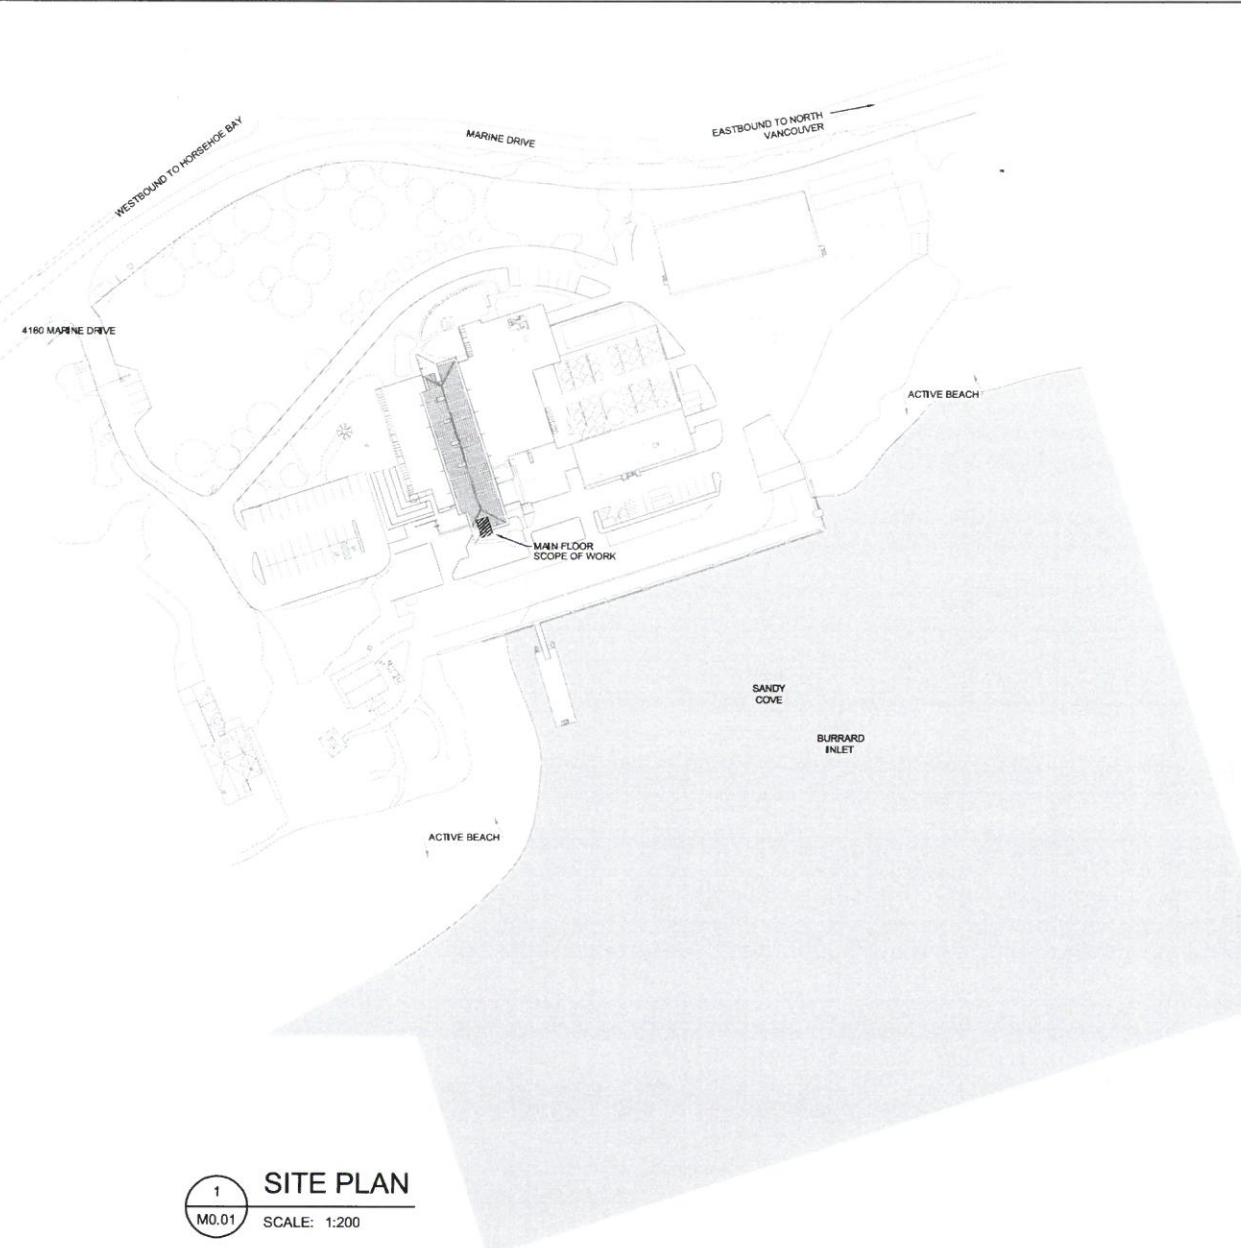 WESTBOUND TO HORSEHOE BAY
MARINE DRIVE
EASTBOUND TO NORTH
VANCOUVER
4160 MARINE DRIVE
ACTIVE BEACH
MAIN FLOOR
SCOPE OF WORK
SANDY
COVE
BURRARD
INLET
ACTIVE BEACH
1
M0.01
SITE PLAN
SCALE: 1:200